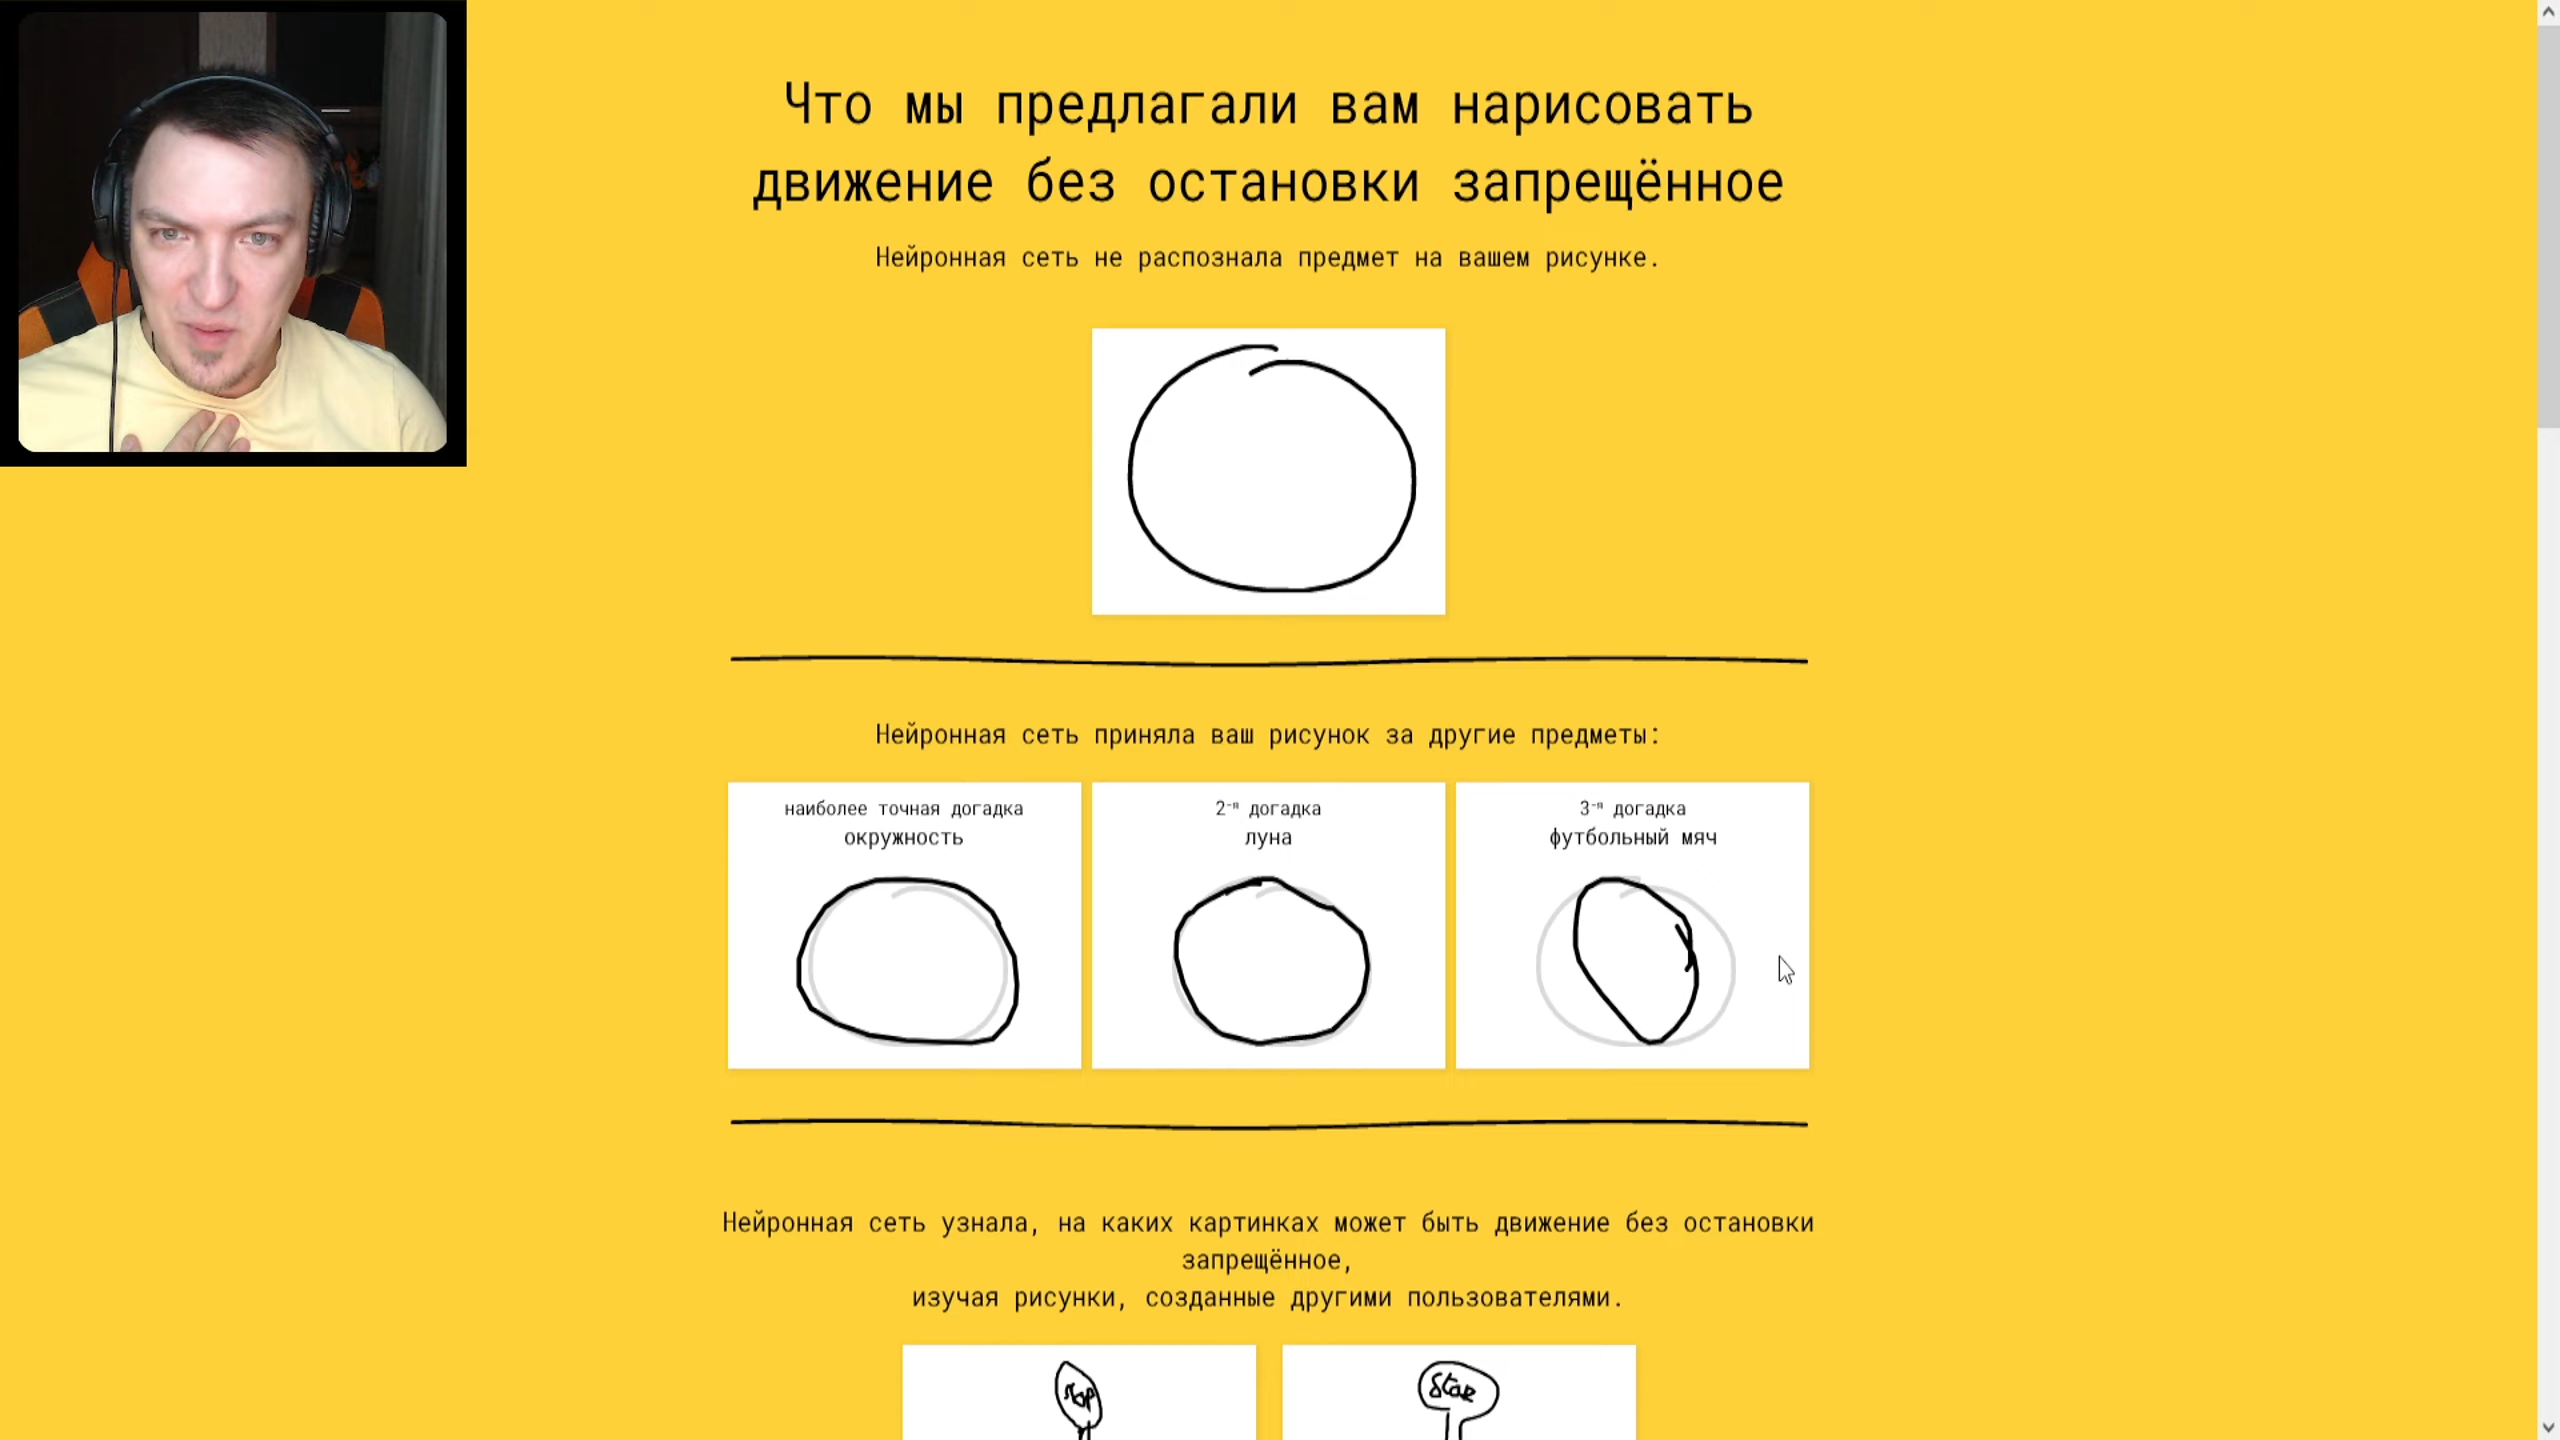 Что мы предлагали вам нарисовать
движение без остановки запрещённое
Нейронная сеть не распознала предмет на вашем рисунке.
Нейронная сеть приняла ваш рисунок за другие предметы:
наиболее точная догадка
окружность
2-я догадка
луна
3-я догадка
футбольный мяч
Нейронная сеть узнала, на каких картинках может быть движение без остановки
запрещённое,
изучая рисунки, созданные другими пользователями.